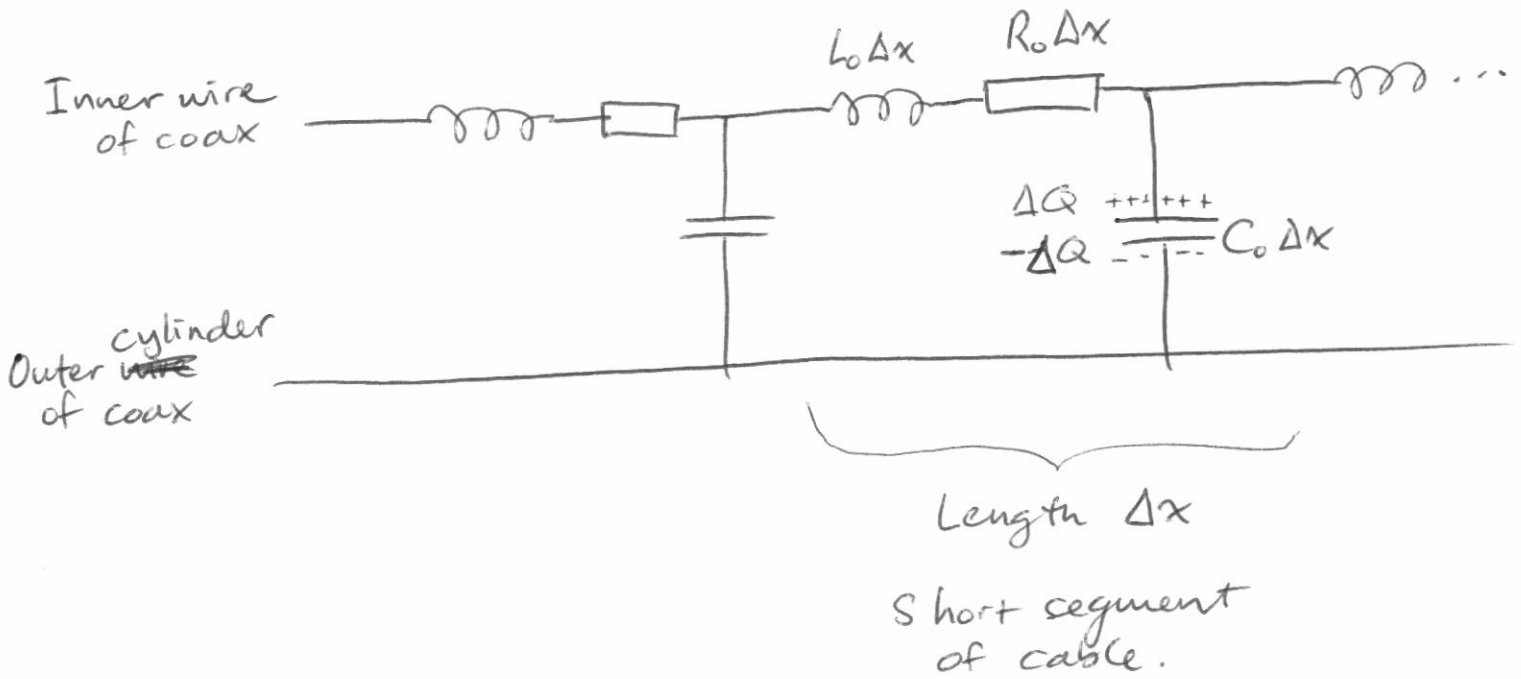 L₀Δx
R₀Δx
Inner wire
of coax
...
ΔQ ++++++
-ΔQ ----
C₀Δx
cylinder
Outer wire
of coax
Length Δx
Short segment
of cable.